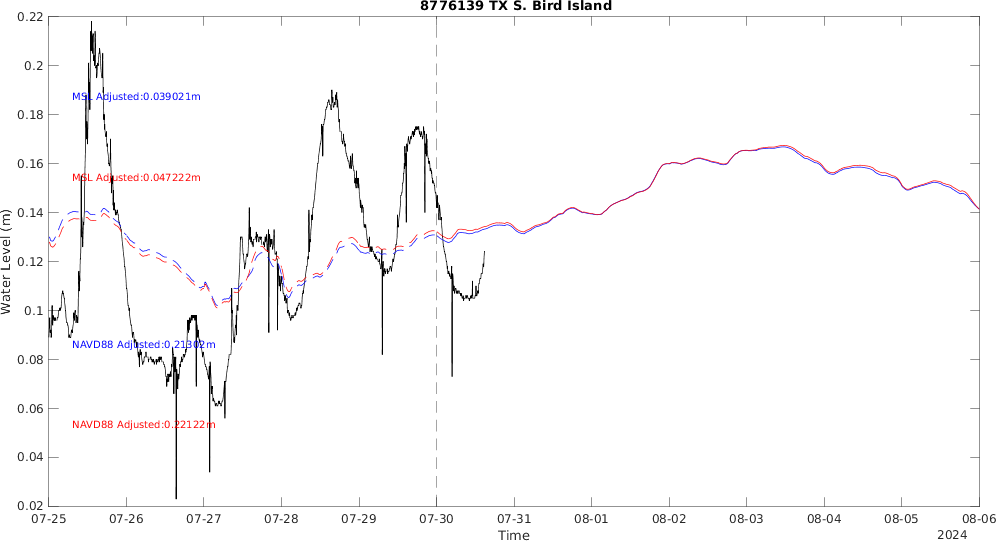 8776139 TX S. Bird Island
0.22
0.2
0.18
0.16
0.14
0.12
0.1
0.08
0.06
0.04
0.02
Water Level (m)
MSL Adjusted:0.039021m
MSL Adjusted:0.047222m
NAVD88 Adjusted:0.21302m
NAVD88 Adjusted:0.22122m
07-25 07-26 07-27 07-28 07-29 07-30 07-31 08-01 08-02 08-03 08-04 08-05 08-06
Time
2024